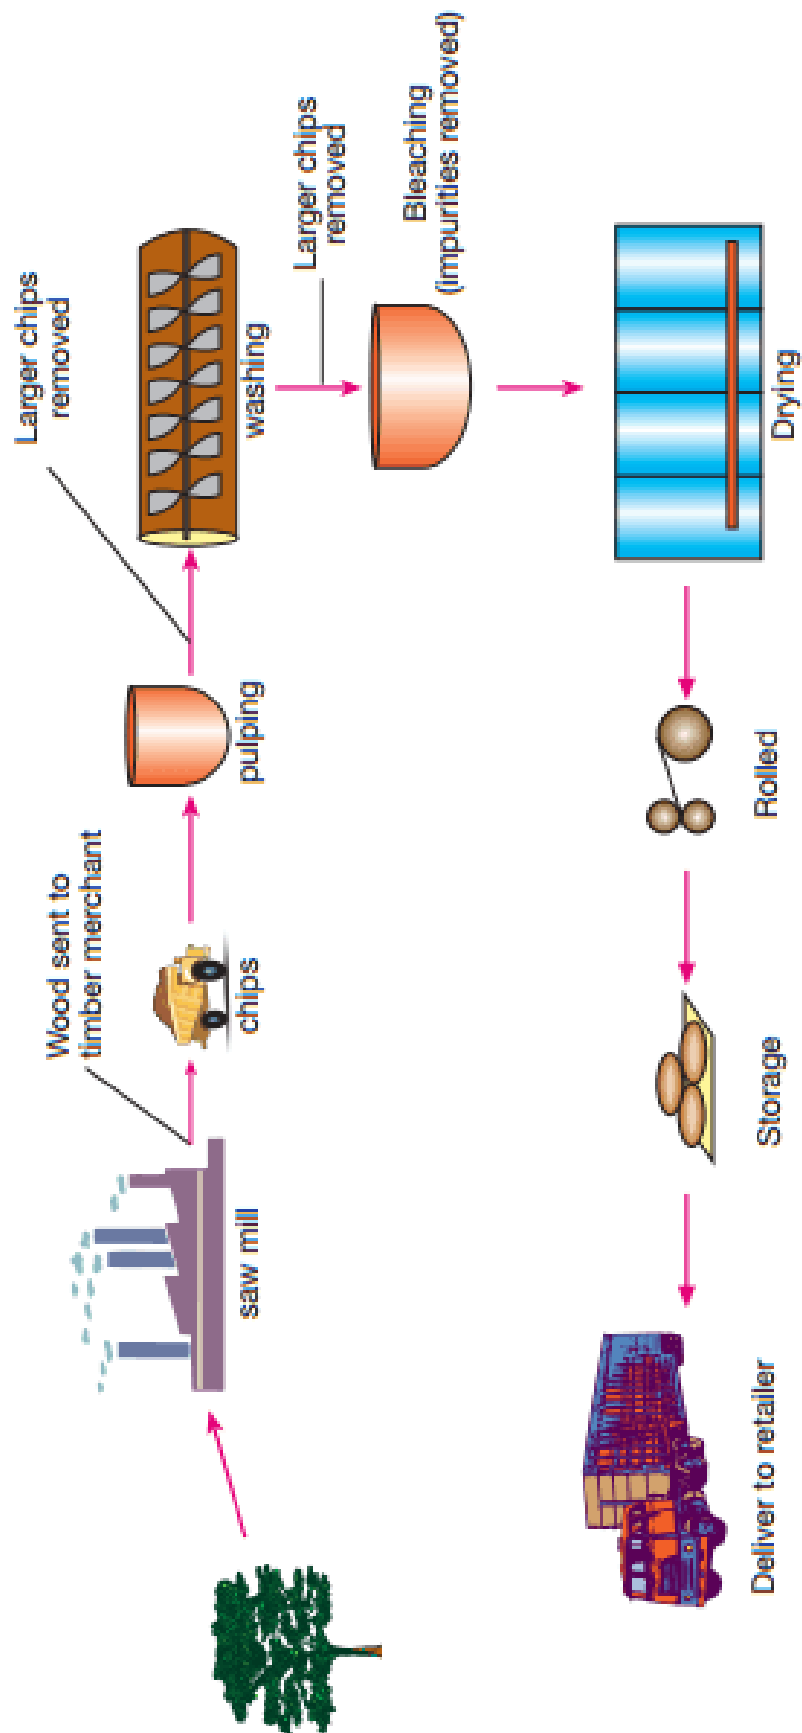 Wood sent to
timber merchant
Larger chips
removed
saw mill
chips
pulping
washing
Larger chips
removed
Bleaching
(impurities removed)
Deliver to retailer
Storage
Rolled
Drying